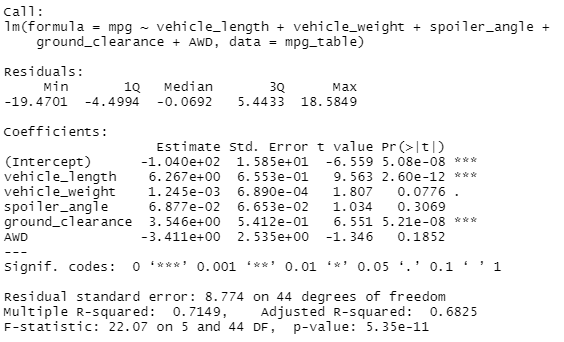 Call:
lm(formula = mpg ~ vehicle_length + vehicle_weight + spoiler_angle +
    ground_clearance + AWD, data = mpg_table)

Residuals:
     Min       1Q   Median       3Q      Max
-19.4701  -4.4994  -0.0692   5.4433  18.5849

Coefficients:
                   Estimate Std. Error t value Pr(>|t|)
(Intercept)      -1.040e+02  1.585e+01  -6.559 5.08e-08 ***
vehicle_length    6.267e+00  6.553e-01   9.563 2.60e-12 ***
vehicle_weight    1.245e-03  6.890e-04   1.807   0.0776 .
spoiler_angle     6.877e-02  6.653e-02   1.034   0.3069
ground_clearance  3.546e+00  5.412e-01   6.551 5.21e-08 ***
AWD              -3.411e+00  2.535e+00  -1.346   0.1852
---
Signif. codes:  0 ‘***’ 0.001 ‘**’ 0.01 ‘*’ 0.05 ‘.’ 0.1 ‘ ’ 1

Residual standard error: 8.774 on 44 degrees of freedom
Multiple R-squared:  0.7149,    Adjusted R-squared:  0.6825
F-statistic: 22.07 on 5 and 44 DF,  p-value: 5.35e-11